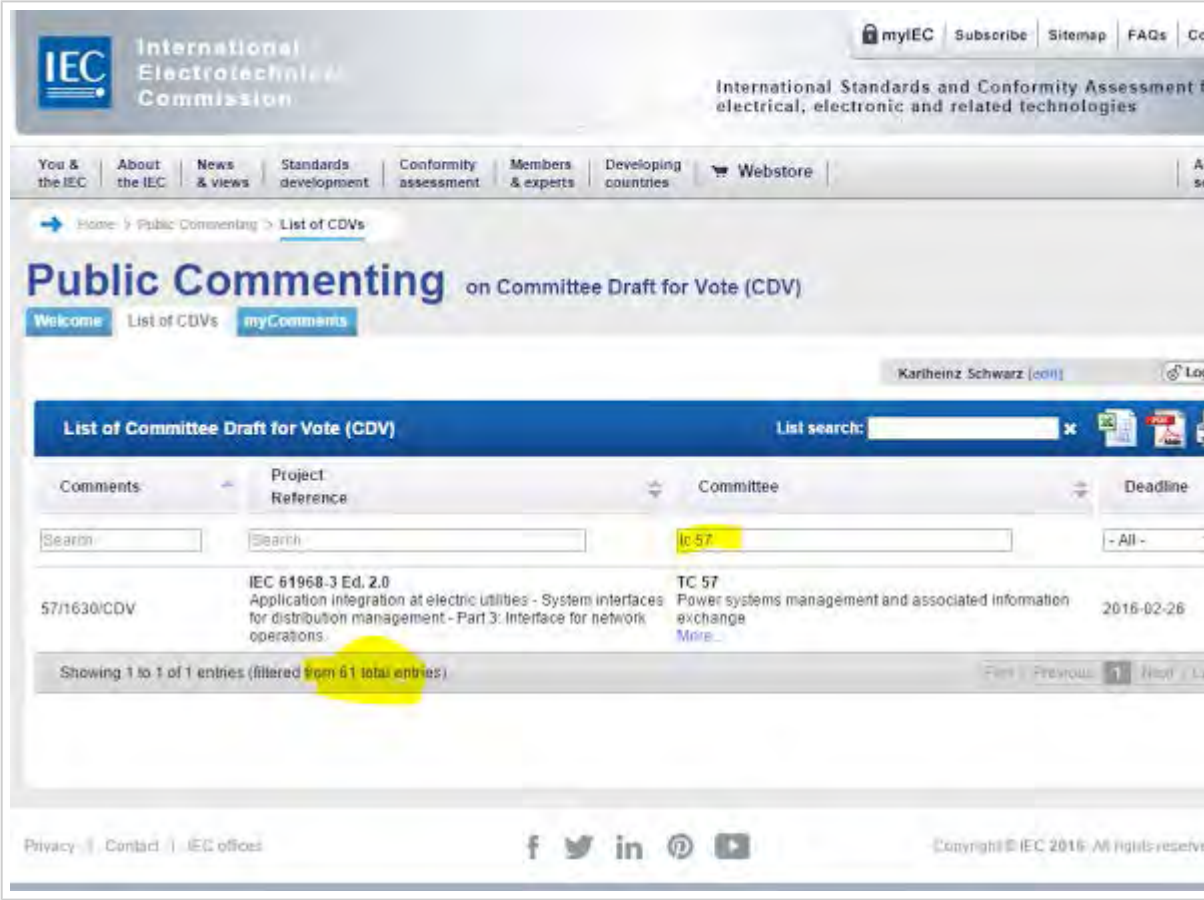 myIEC Subscribe Sitemap FAQs Co
IEC
International
Electrotechnical
Commission
International Standards and Conformity Assessment f
electrical, electronic and related technologies
You &
the IEC
About
the IEC
News
& views
Standards
development
Conformity
assessment
Members
& experts
Developing
countries
Webstore
A
se
Home > Public Commenting > List of CDVs
Public Commenting on Committee Draft for Vote (CDV)
Welcome List of CDVs myComments
Karlheinz Schwarz [edit] Log
List of Committee Draft for Vote (CDV) List search:
Comments
Project
Reference
Committee
Deadline
Search Search tc 57 - All -
57/1630/CDV
IEC 61968-3 Ed. 2.0
Application integration at electric utilities - System interfaces
for distribution management - Part 3: Interface for network
operations
TC 57
Power systems management and associated information
exchange
More...
2016-02-26
Showing 1 to 1 of 1 entries (filtered from 61 total entries)
First Previous 1 Next La
Privacy | Contact | IEC offices
Copyright © IEC 2016. All rights reserve